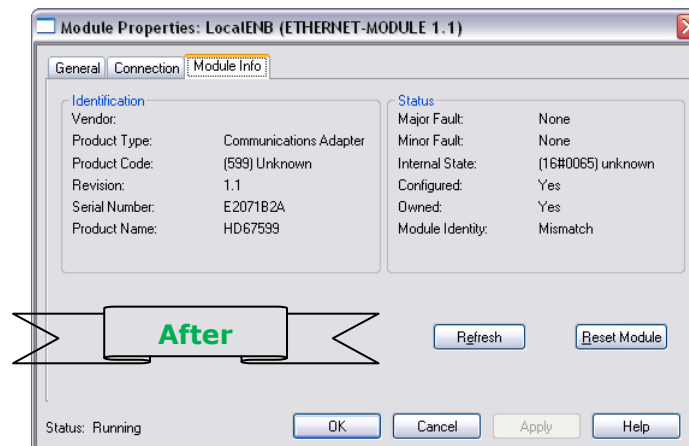 Module Properties: LocalENB (ETHERNET-MODULE 1.1)
General Connection Module Info
Identification
Vendor:
Product Type: Communications Adapter
Product Code: (599) Unknown
Revision: 1.1
Serial Number: E2071B2A
Product Name: HD67599
Status
Major Fault: None
Minor Fault: None
Internal State: (16#0065) unknown
Configured: Yes
Owned: Yes
Module Identity: Mismatch
After
Refresh Reset Module
Status: Running
OK Cancel Apply Help